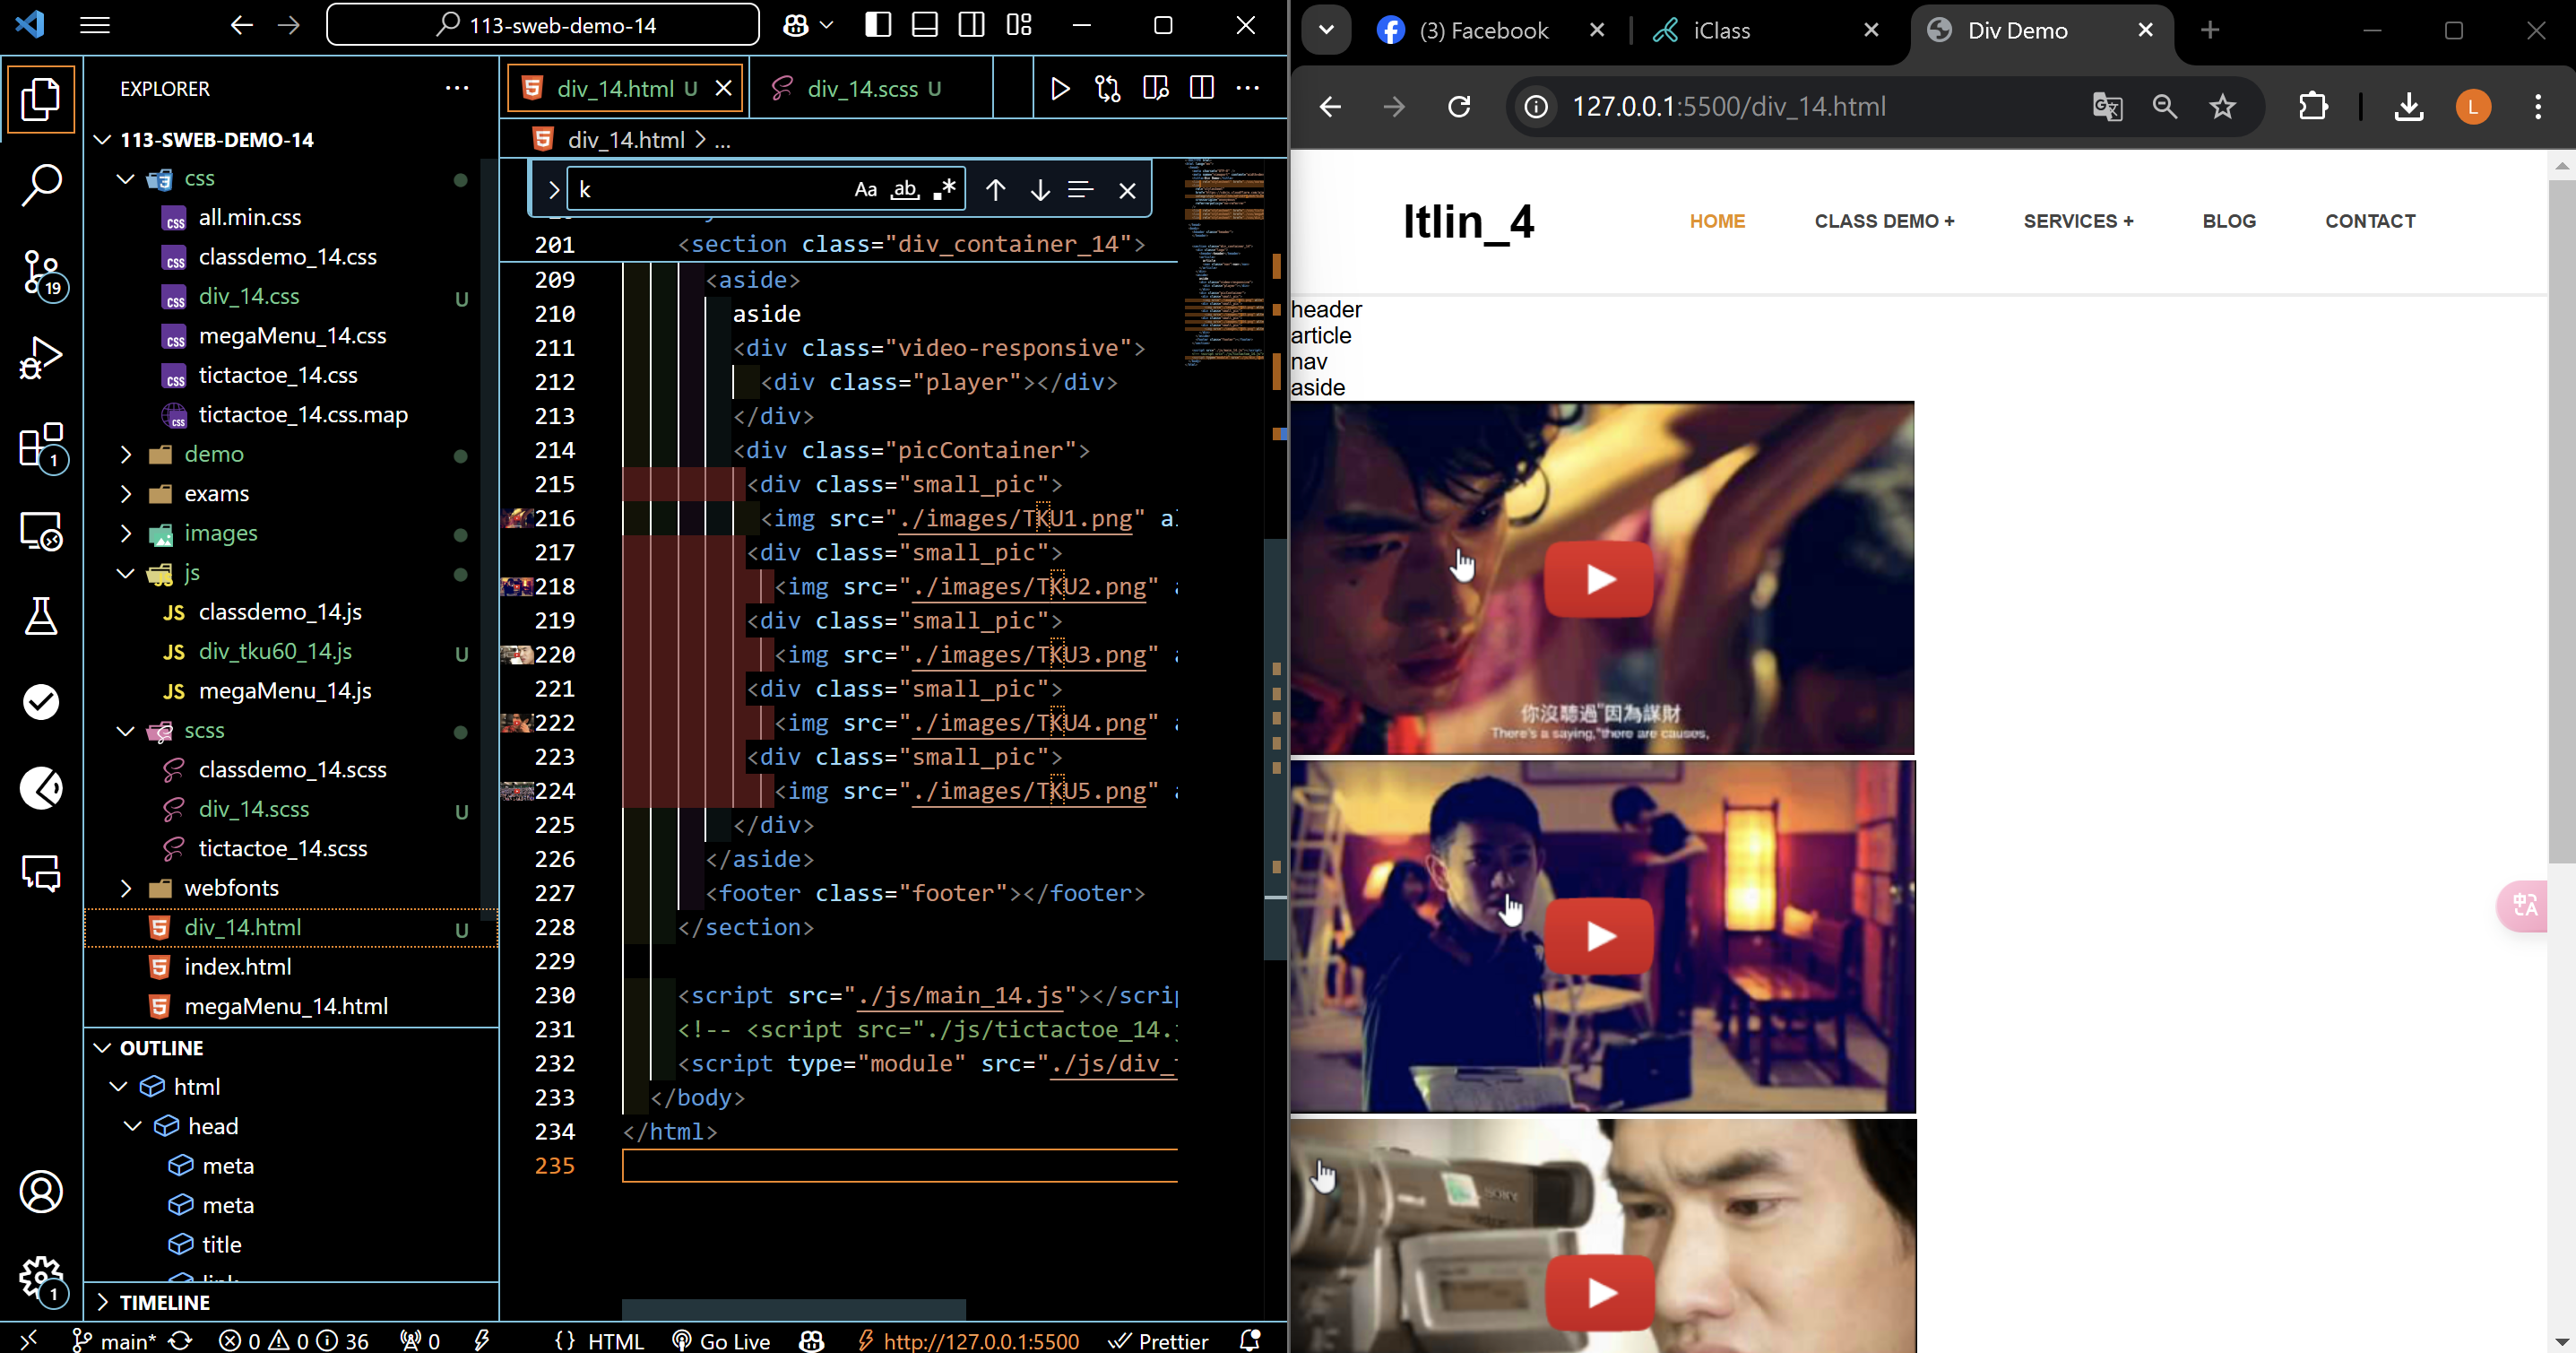 113-sweb-demo-14
EXPLORER
113-SWEB-DEMO-14
css
all.min.css
classdemo_14.css
div_14.css U
megaMenu_14.css
tictactoe_14.css
tictactoe_14.css.map
demo
exams
images
js
classdemo_14.js
div_tku60_14.js U
megaMenu_14.js
scss
classdemo_14.scss
div_14.scss U
tictactoe_14.scss
webfonts
div_14.html U
index.html
megaMenu_14.html
OUTLINE
html
head
meta
meta
title
TIMELINE
19
1
1
div_14.html U
div_14.scss U
div_14.html > ...
k
Aa ab
201 <section class="div_container_14">
209 <aside>
210 aside
211 <div class="video-responsive">
212 <div class="player"></div>
213 </div>
214 <div class="picContainer">
215 <div class="small_pic">
216 <img src="./images/TKU1.png"
217 <div class="small_pic">
218 <img src="./images/TKU2.png"
219 <div class="small_pic">
220 <img src="./images/TKU3.png"
221 <div class="small_pic">
222 <img src="./images/TKU4.png"
223 <div class="small_pic">
224 <img src="./images/TKU5.png"
225 </div>
226 </aside>
227 <footer class="footer"></footer>
228 </section>
229
230 <script src="./js/main_14.js"></scri
231 <!-- <script src="./js/tictactoe_14.
232 <script type="module" src="./js/div_
233 </body>
234 </html>
235
main* 0 0 36 0 {} HTML Go Live http://127.0.0.1:5500 Prettier
(3) Facebook
iClass
Div Demo
127.0.0.1:5500/div_14.html
L
ltlin_4
HOME CLASS DEMO + SERVICES + BLOG CONTACT
header
article
nav
aside
你沒聽過"因為謀財
There's a saying,"there are causes,
SONY
中A